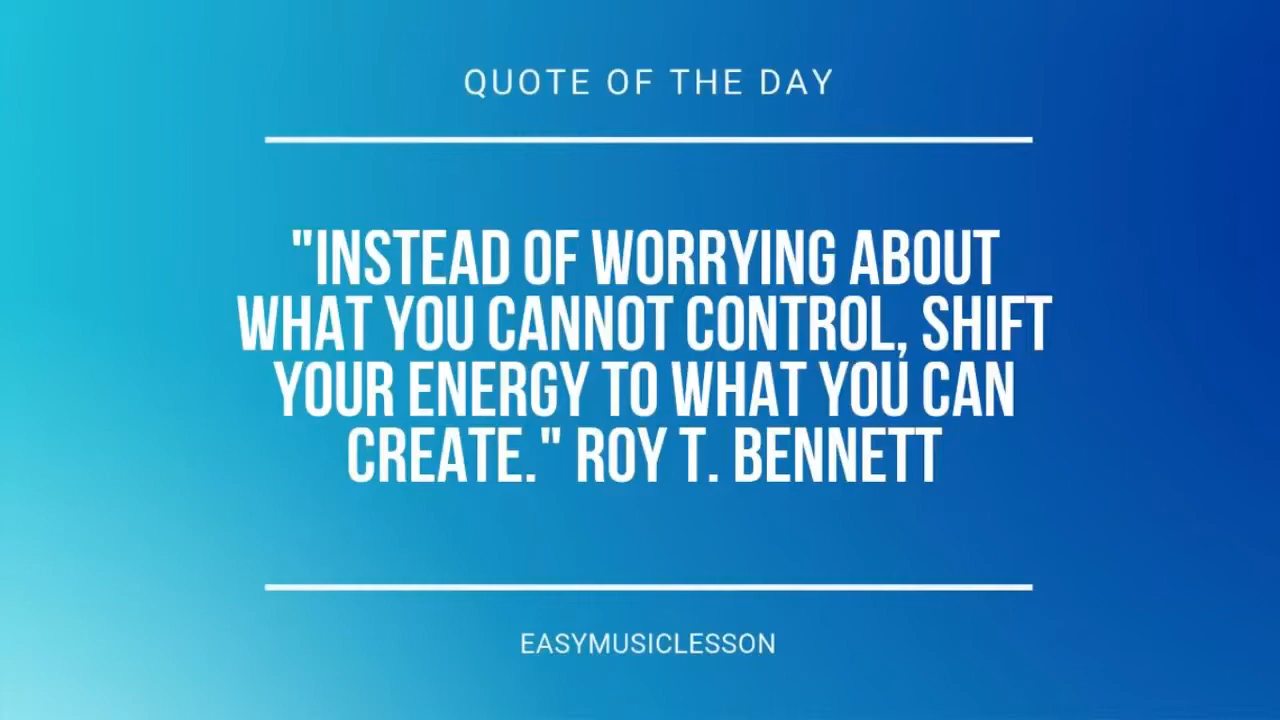 QUOTE OF THE DAY
"INSTEAD OF WORRYING ABOUT
WHAT YOU CANNOT CONTROL, SHIFT
YOUR ENERGY TO WHAT YOU CAN
CREATE." ROY T. BENNETT
EASYMUSICLESSON